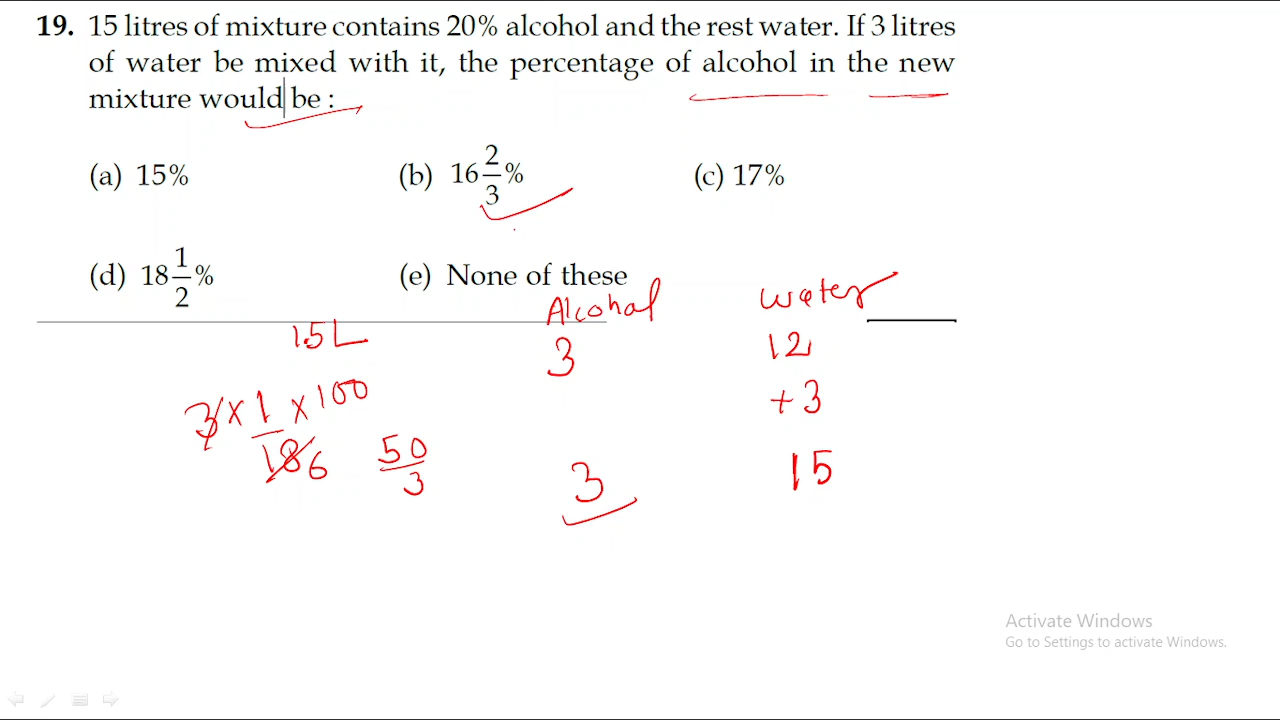 19. 15 litres of mixture contains 20% alcohol and the rest water. If 3 litres
of water be mixed with it, the percentage of alcohol in the new
mixture would be :
(a) 15% (b) 16 2/3 % (c) 17%
(d) 18 1/2 % (e) None of these
Alcohal water
15L
3 12
3 × 1/18 × 100 + 3
6 50/3
3 15
Activate Windows
Go to Settings to activate Windows.